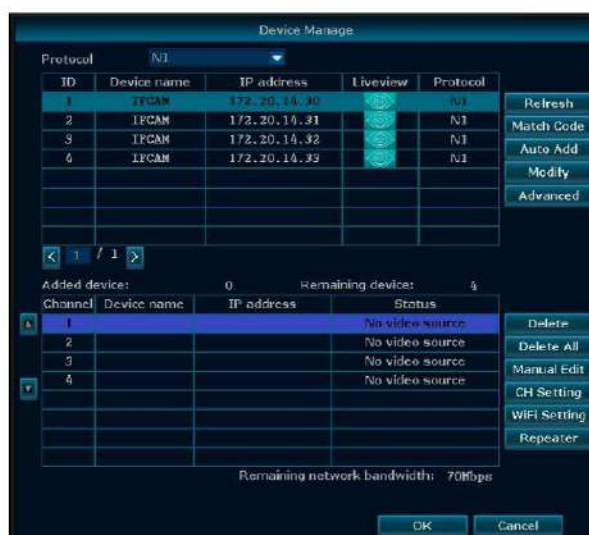 Device Manage
Protocol N1
ID Device name IP address Liveview Protocol
1 IPCAM 172.20.14.30 N1
2 IPCAM 172.20.14.31 N1
3 IPCAM 172.20.14.32 N1
4 IPCAM 172.20.14.33 N1
Refresh
Match Code
Auto Add
Modify
Advanced
< 1 / 1 >
Added device: 0 Remaining device: 4
Channel Device name IP address Status
1 No video source
2 No video source
3 No video source
4 No video source
Delete
Delete All
Manual Edit
CH Setting
WiFi Setting
Repeater
Remaining network bandwidth: 70Mbps
OK Cancel